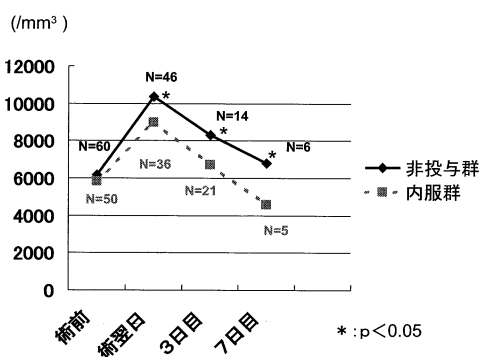 (/mm³ )
12000
10000
8000
6000
4000
2000
0
N=60
N=46
*
N=14
*
N=6
*
N=50
N=36
N=21
N=5
非投与群
内服群
術前
術翌日
3日目
7日目
*:p<0.05